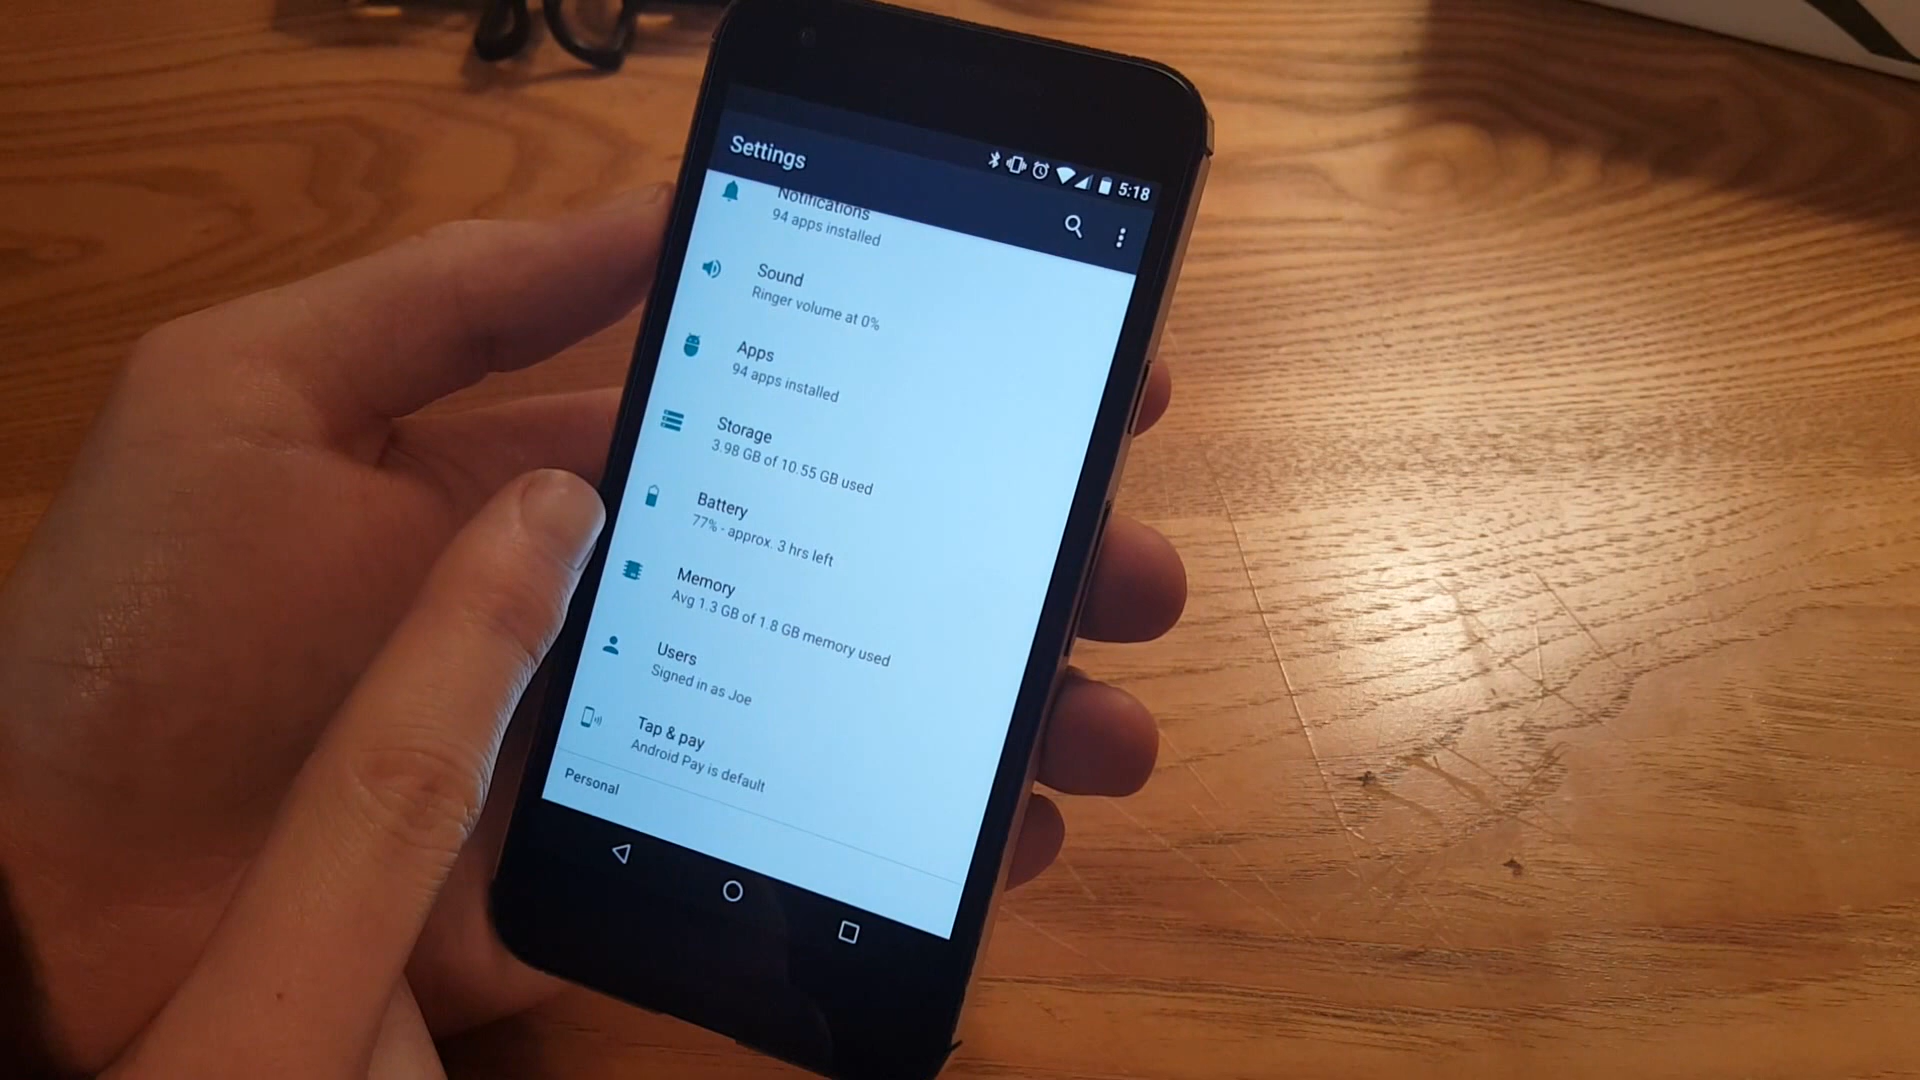 5:18
Settings
Notifications
94 apps installed
Sound
Ringer volume at 0%
Apps
94 apps installed
Storage
3.98 GB of 10.55 GB used
Battery
77% - approx. 3 hrs left
Memory
Avg 1.3 GB of 1.8 GB memory used
Users
Signed in as Joe
Tap & pay
Android Pay is default
Personal